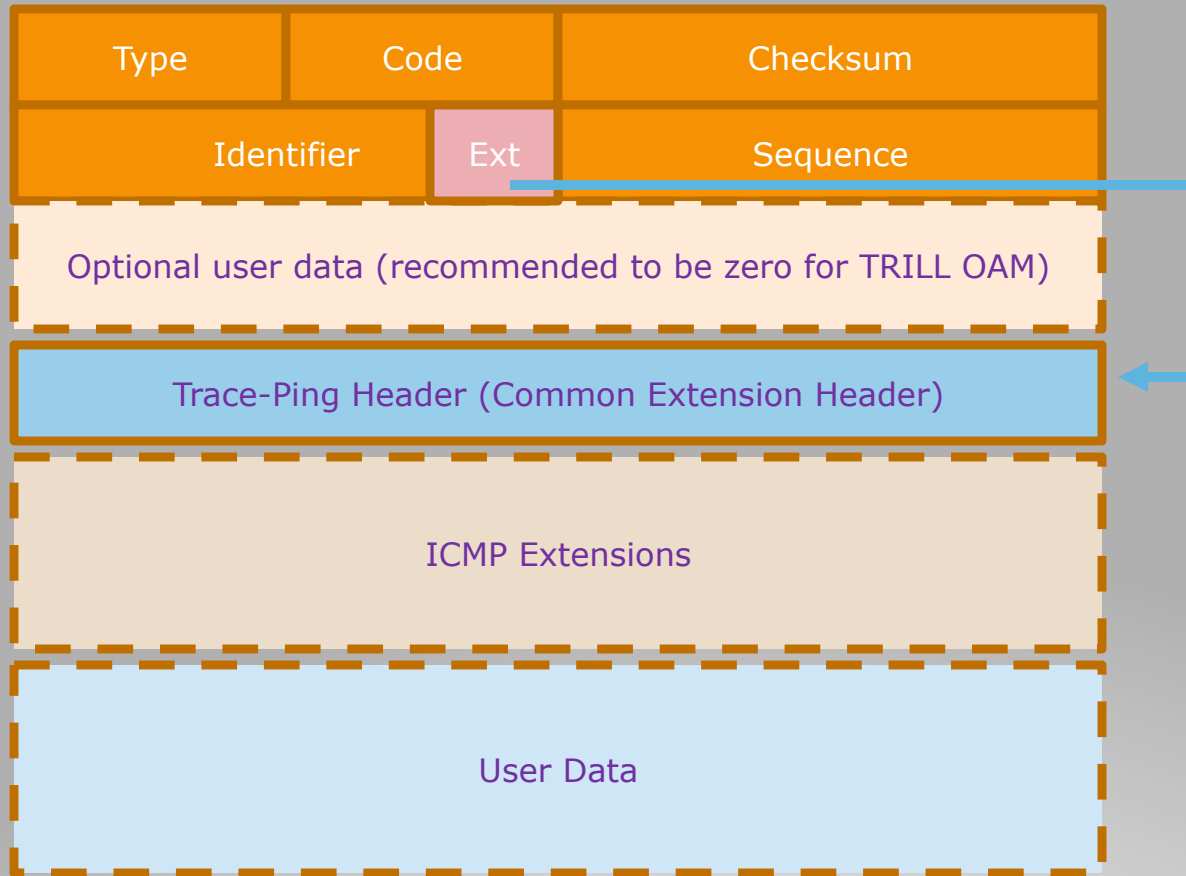 Type Code Checksum
Identifier Ext Sequence
Optional user data (recommended to be zero for TRILL OAM)
Trace-Ping Header (Common Extension Header)
ICMP Extensions
User Data